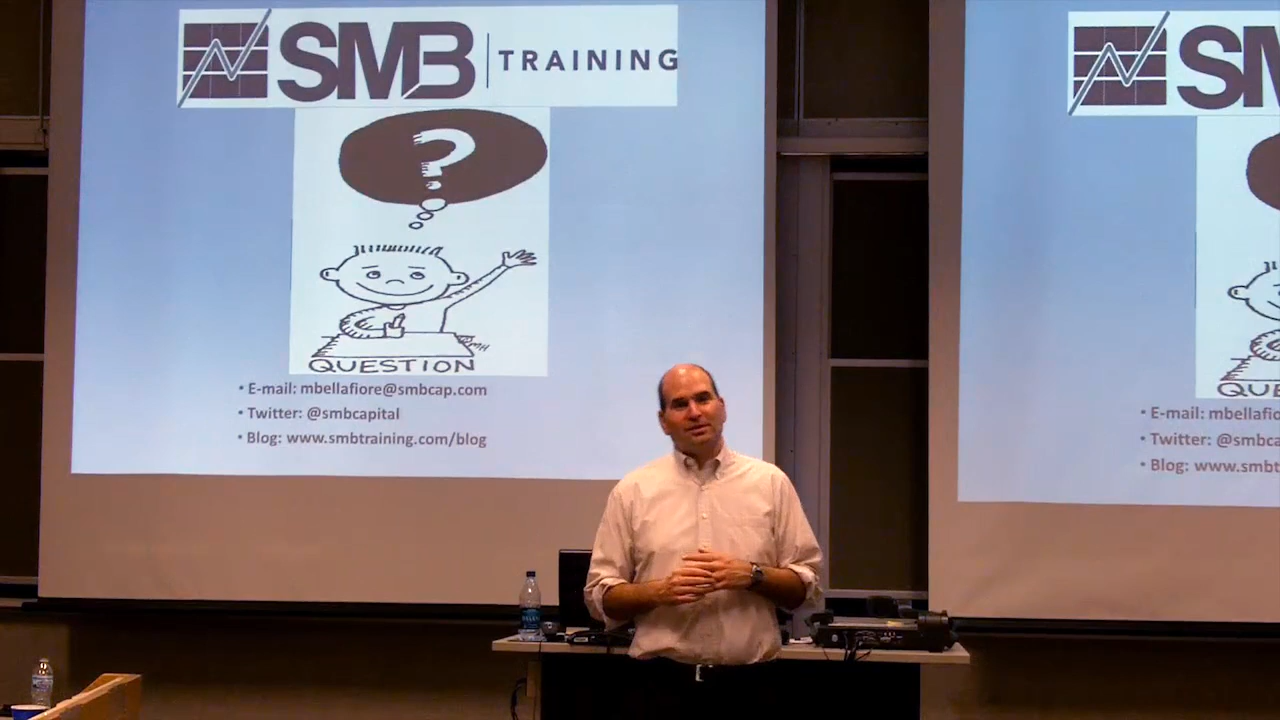 SMB | TRAINING
?
QUESTION
• E-mail: mbellafiore@smbcap.com
• Twitter: @smbcapital
• Blog: www.smbtraining.com/blog
SM
QUE
• E-mail: mbellafio
• Twitter: @smbca
• Blog: www.smbt